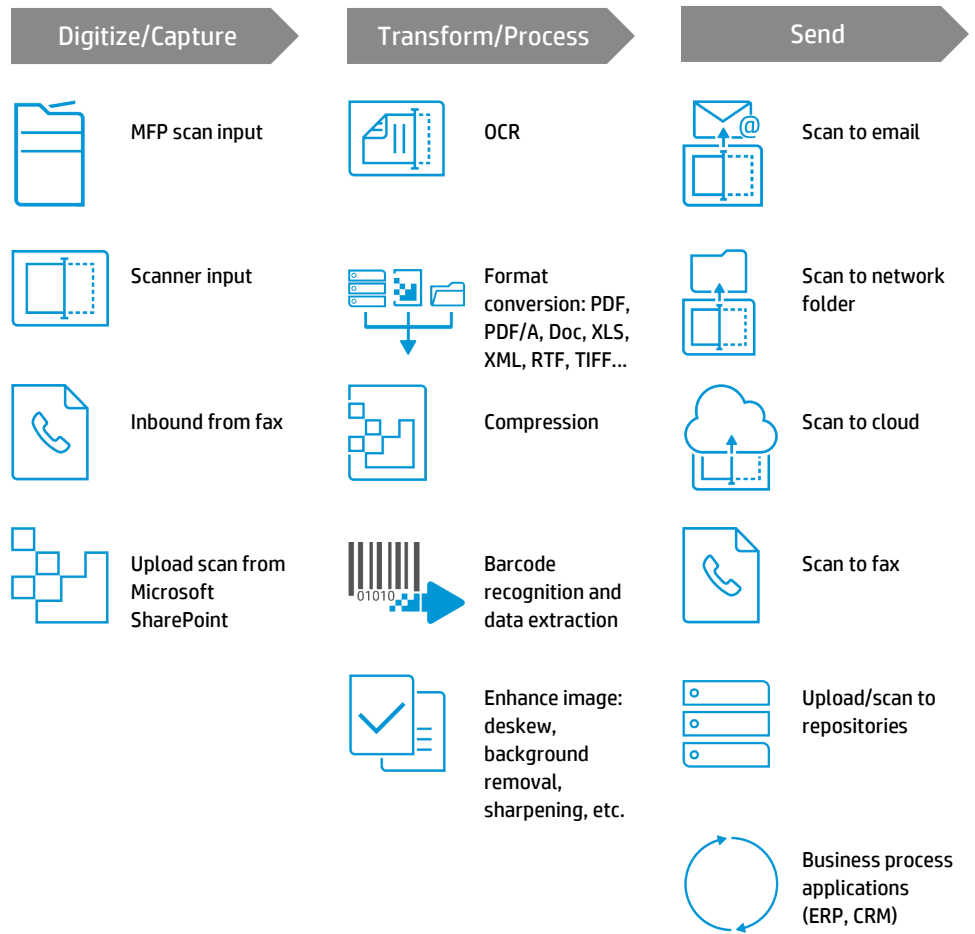 Digitize/Capture
Transform/Process
Send
MFP scan input
OCR
Scan to email
@
Scanner input
Format
conversion: PDF,
PDF/A, Doc, XLS,
XML, RTF, TIFF...
Scan to network
folder
Inbound from fax
Compression
Scan to cloud
Upload scan from
Microsoft
SharePoint
01010
Barcode
recognition and
data extraction
Scan to fax
Enhance image:
deskew,
background
removal,
sharpening, etc.
Upload/scan to
repositories
Business process
applications
(ERP, CRM)